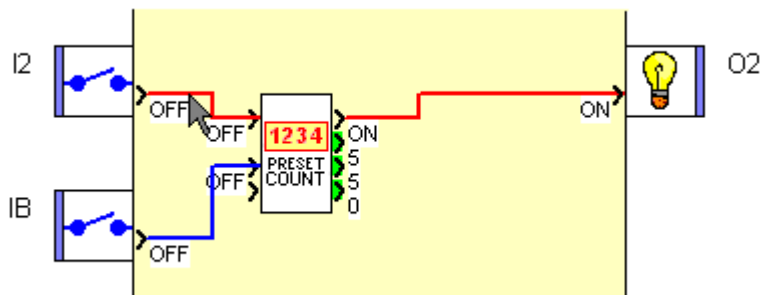 I2
O2
OFF
OFF
1234
ON
ON
PRESET
COUNT
5
OFF
5
0
IB
OFF